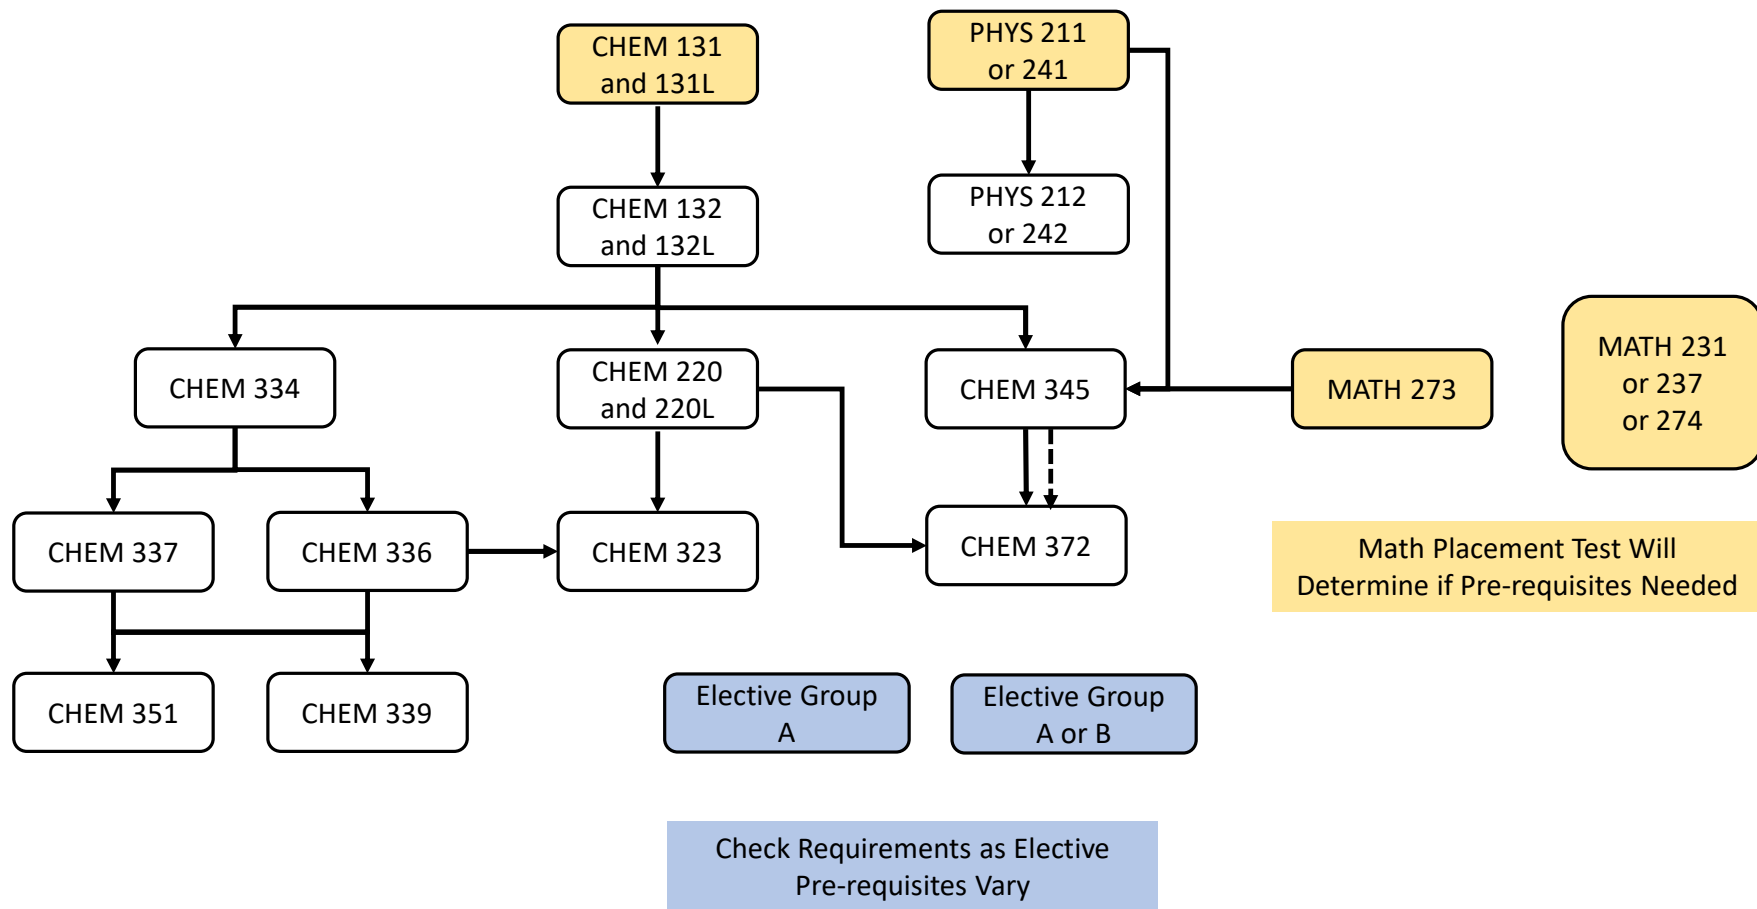 CHEM 131
and 131L
PHYS 211
or 241
CHEM 132
and 132L
PHYS 212
or 242
CHEM 334
CHEM 220
and 220L
CHEM 345
MATH 273
MATH 231
or 237
or 274
CHEM 337
CHEM 336
CHEM 323
CHEM 372
Math Placement Test Will
Determine if Pre-requisites Needed
CHEM 351
CHEM 339
Elective Group
A
Elective Group
A or B
Check Requirements as Elective
Pre-requisites Vary